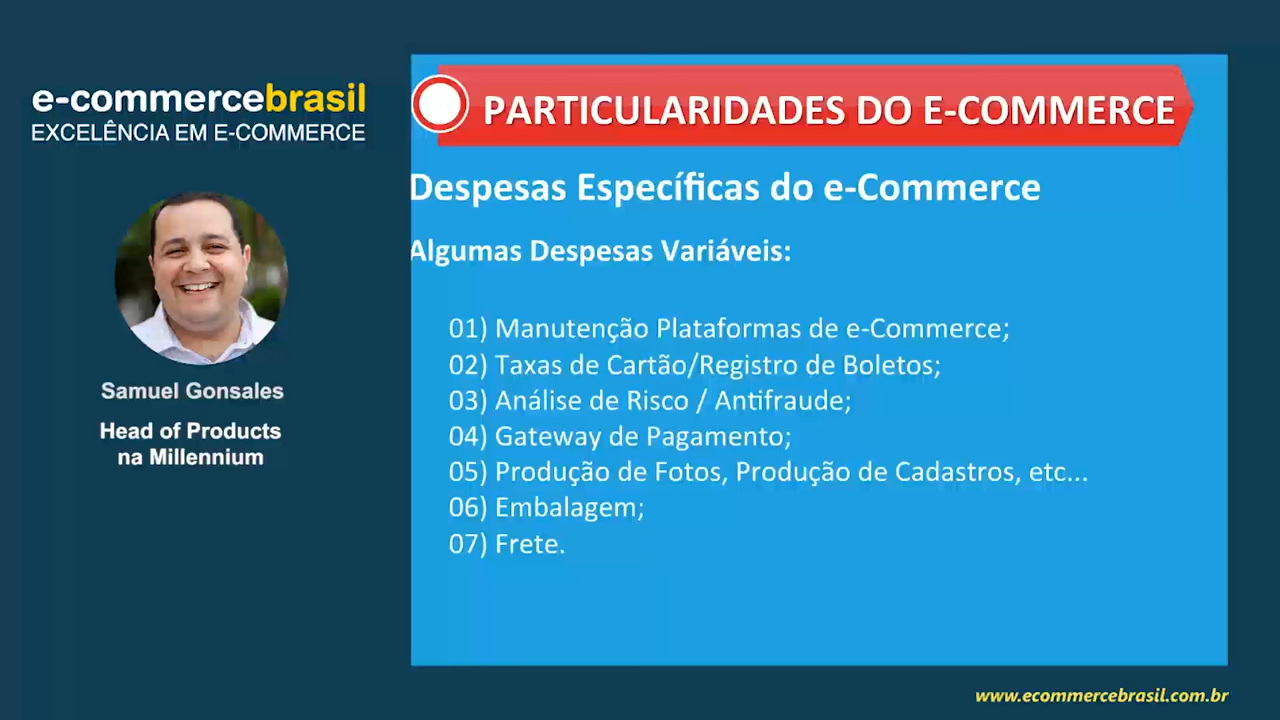 e-commercebrasil
EXCELÊNCIA EM E-COMMERCE
Samuel Gonsales
Head of Products
na Millennium
PARTICULARIDADES DO E-COMMERCE
Despesas Específicas do e-Commerce
Algumas Despesas Variáveis:
01) Manutenção Plataformas de e-Commerce;
02) Taxas de Cartão/Registro de Boletos;
03) Análise de Risco / Antifraude;
04) Gateway de Pagamento;
05) Produção de Fotos, Produção de Cadastros, etc...
06) Embalagem;
07) Frete.
www.ecommercebrasil.com.br